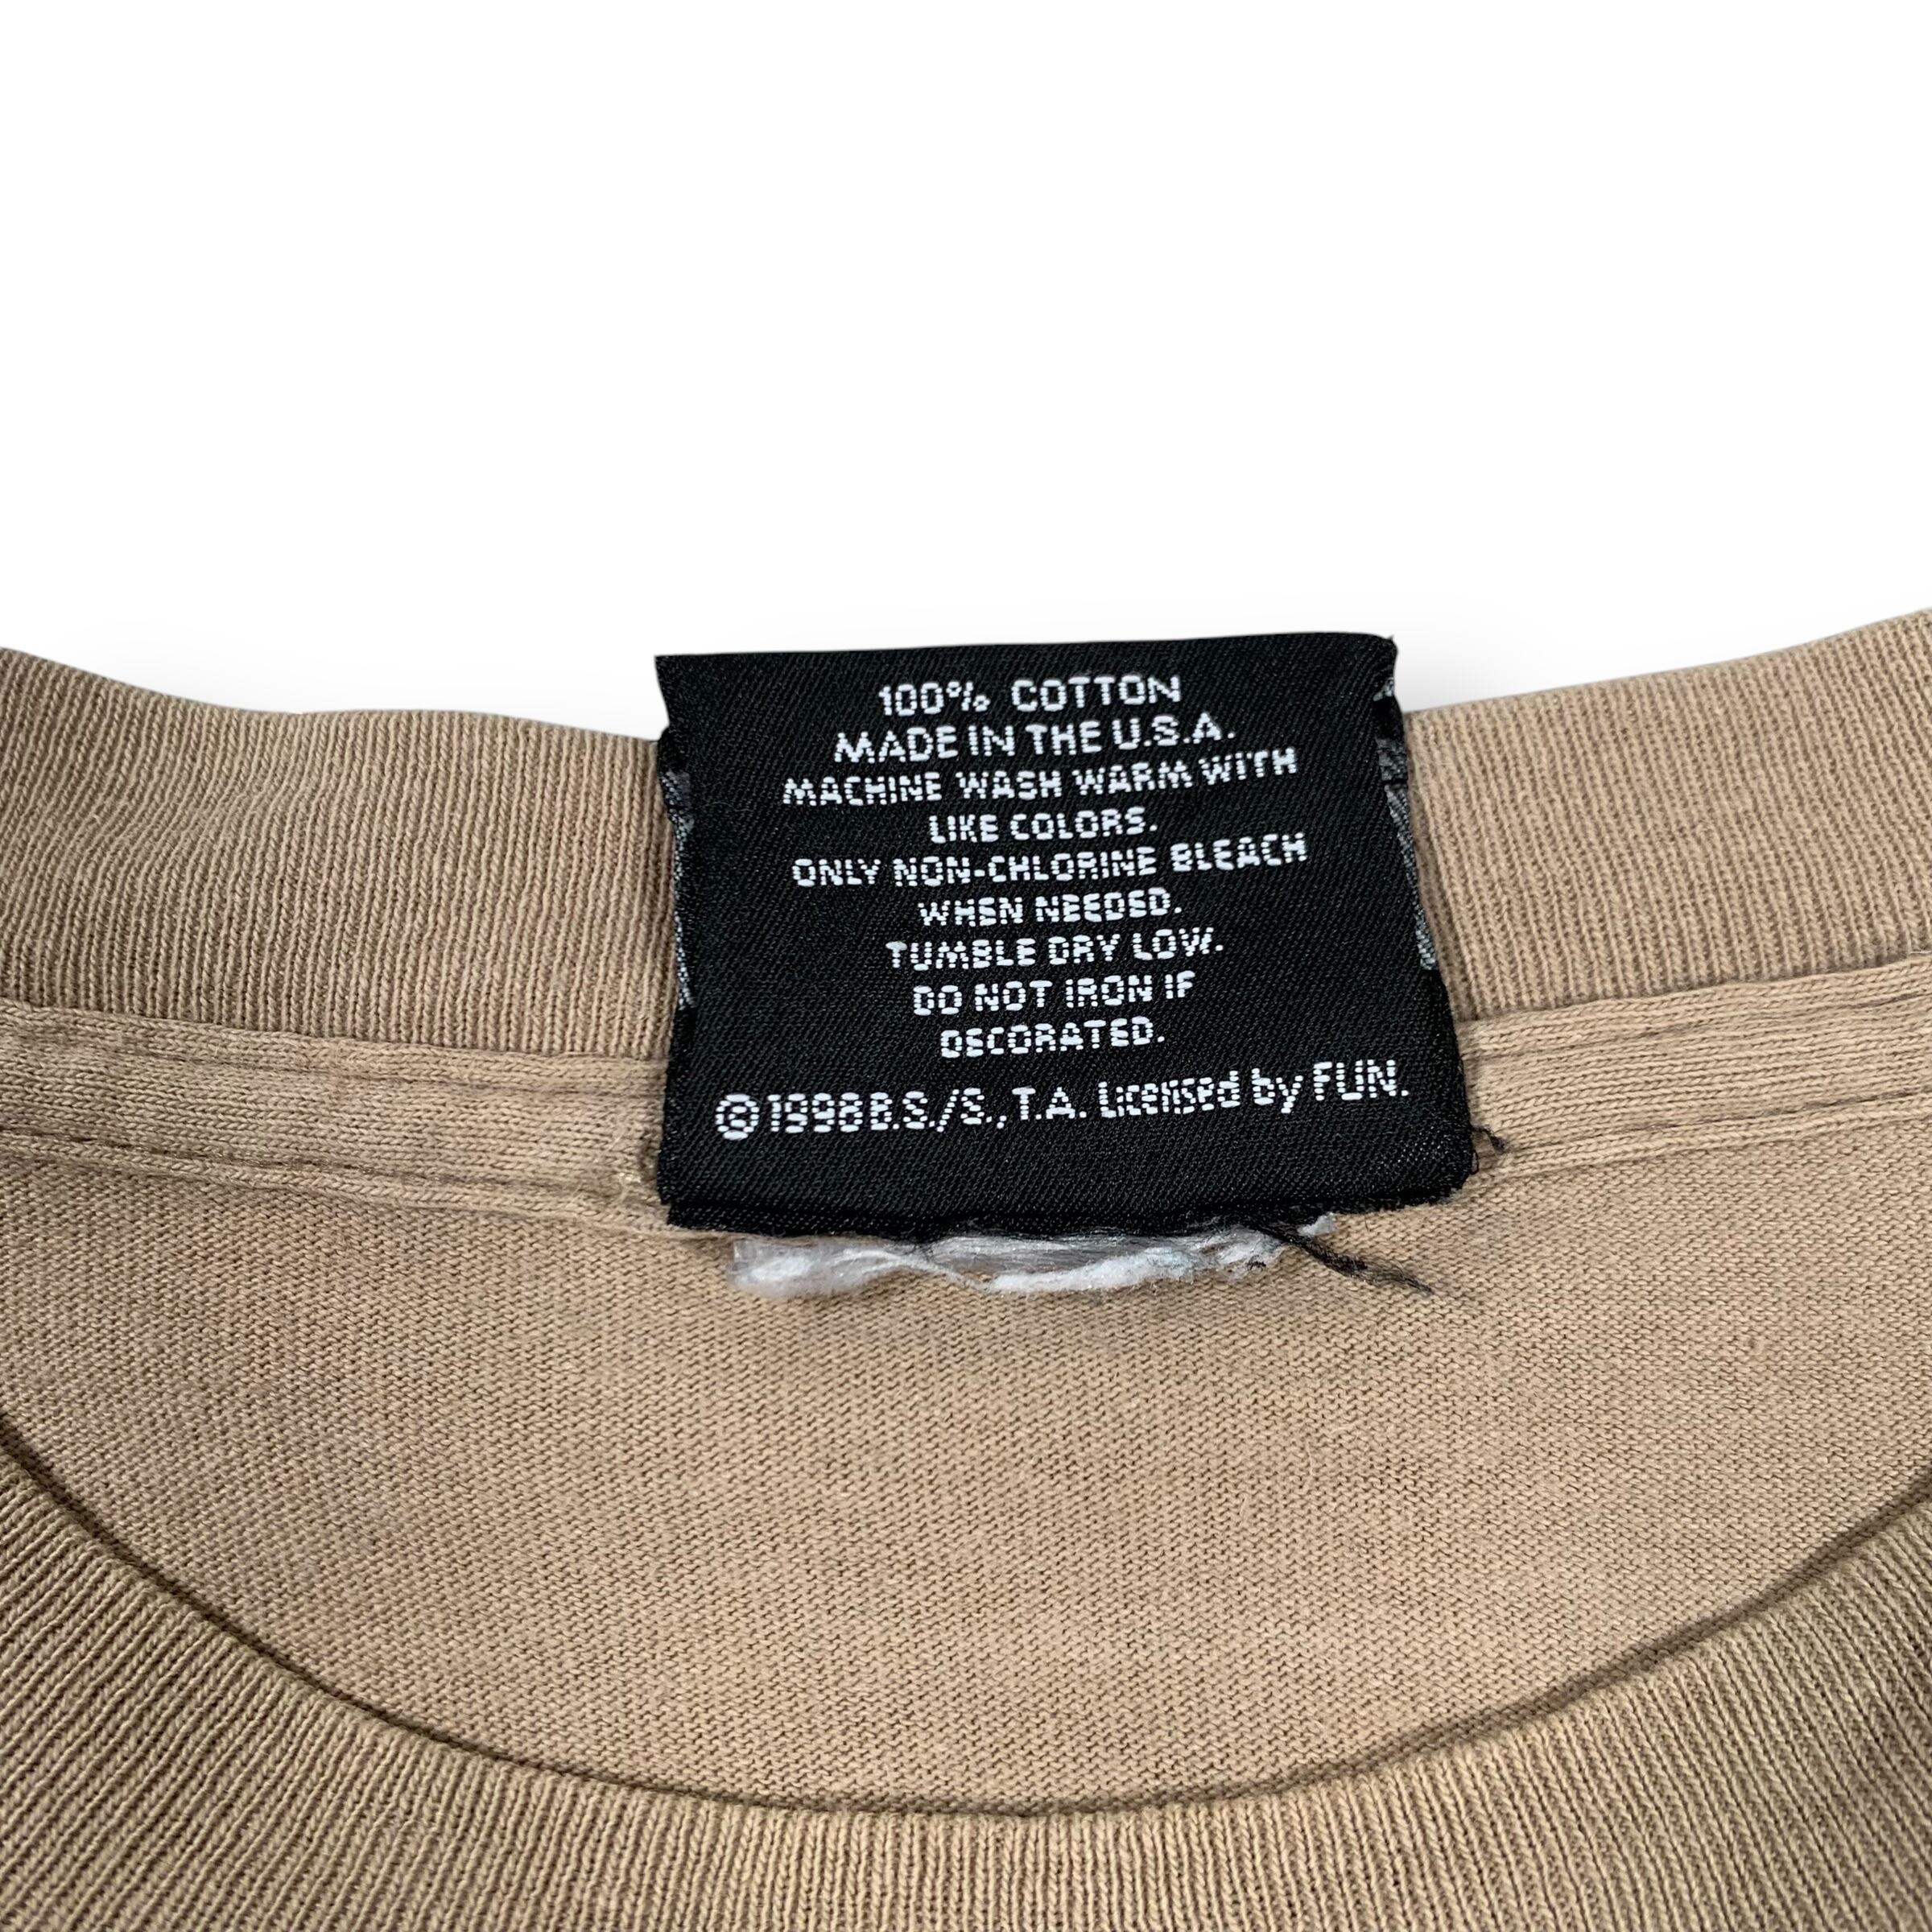 100% COTTON
MADE IN THE U.S.A.
MACHINE WASH WARM WITH
LIKE COLORS.
ONLY NON-CHLORINE BLEACH
WHEN NEEDED.
TUMBLE DRY LOW.
DO NOT IRON IF
DECORATED.
©1998 B.S./S., T.A. Licensed by FUN.